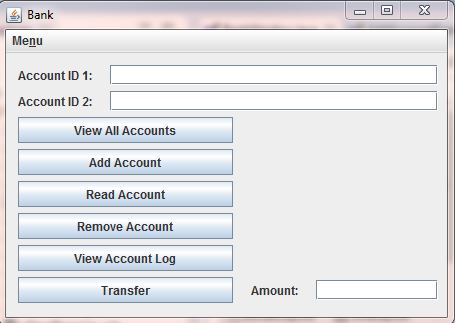 Bank
Menu
Account ID 1:
Account ID 2:
View All Accounts
Add Account
Read Account
Remove Account
View Account Log
Transfer Amount: